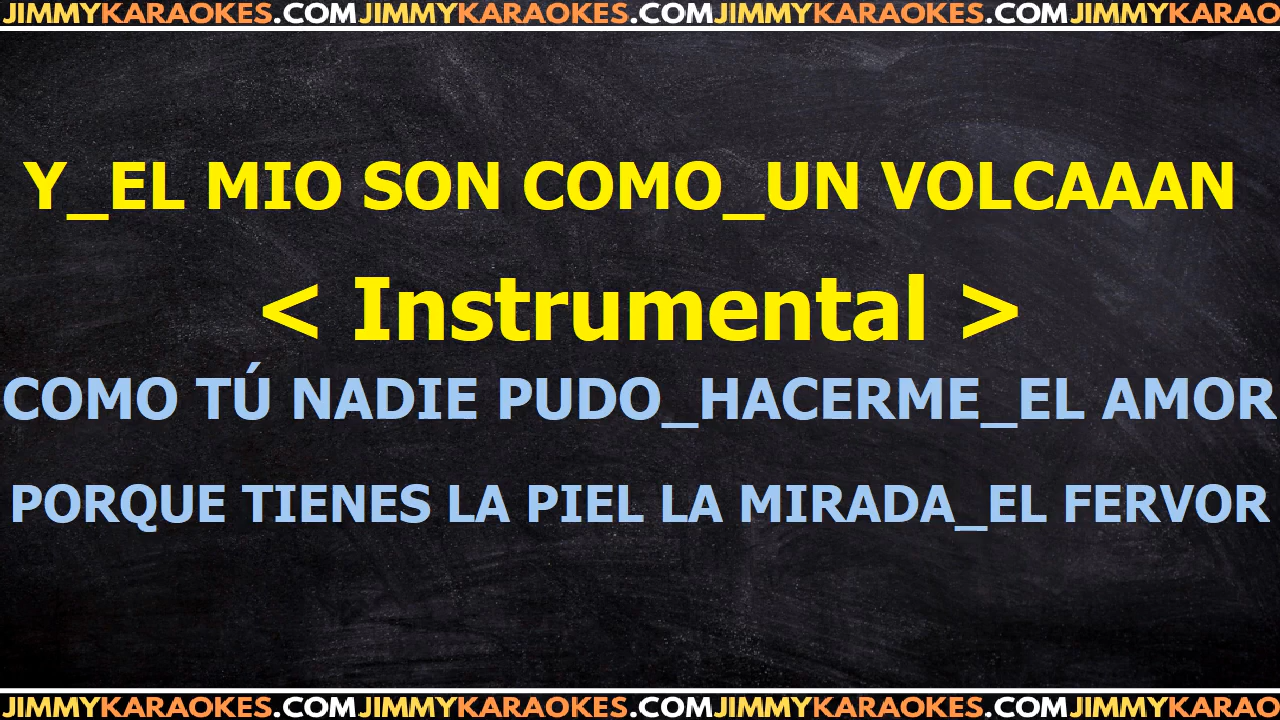 JIMMYKARAOKES.COMJIMMYKARAOKES.COMJIMMYKARAOKES.COMJIMMYKARAO
Y_EL MIO SON COMO_UN VOLCAAAN
< Instrumental >
COMO TÚ NADIE PUDO_HACERME_EL AMOR
PORQUE TIENES LA PIEL LA MIRADA_EL FERVOR
JIMMYKARAOKES.COMJIMMYKARAOKES.COMJIMMYKARAOKES.COMJIMMYKARAO